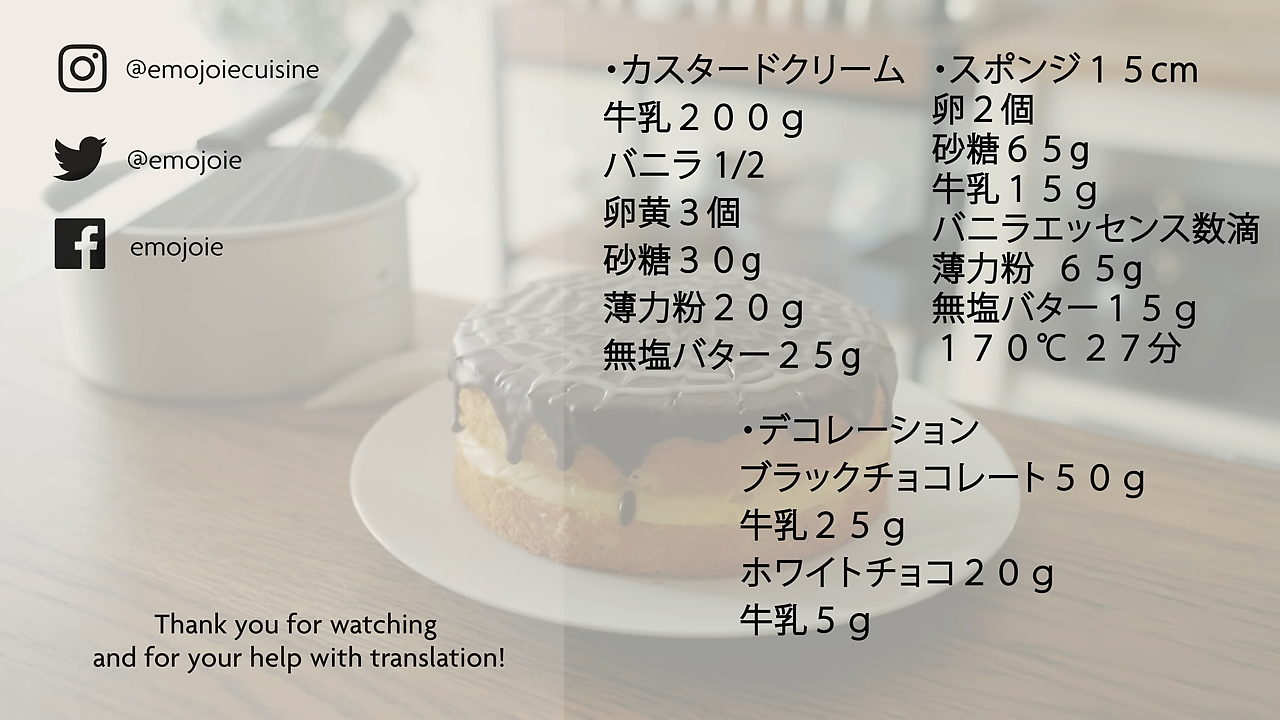 @emojoiecuisine
@emojoie
emojoie
・カスタードクリーム
牛乳２００ｇ
バニラ 1/2
卵黄３個
砂糖３０g
薄力粉２０ｇ
無塩バター２５g
・スポンジ１５cm
卵２個
砂糖６５g
牛乳１５ｇ
バニラエッセンス数滴
薄力粉　６５g
無塩バター１５ｇ
１７０℃ ２７分
・デコレーション
ブラックチョコレート５０ｇ
牛乳２５ｇ
ホワイトチョコ２０ｇ
牛乳５ｇ
Thank you for watching
and for your help with translation!